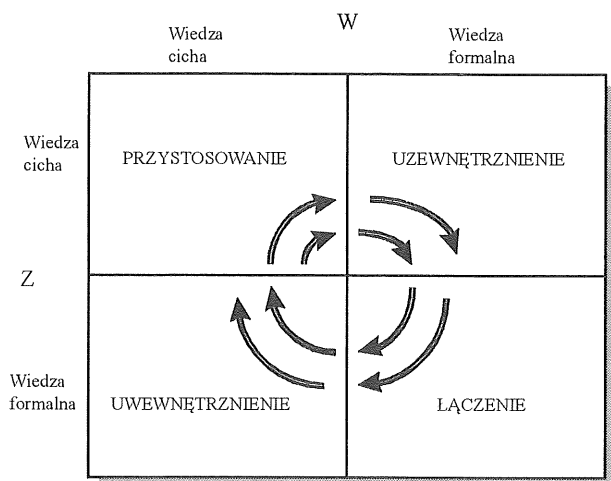 W
Wiedza
cicha
Wiedza
formalna
Wiedza
cicha
PRZYSTOSOWANIE
UZEWNĘTRZNIENIE
Z
Wiedza
formalna
UWEWNĘTRZNIENIE
ŁĄCZENIE